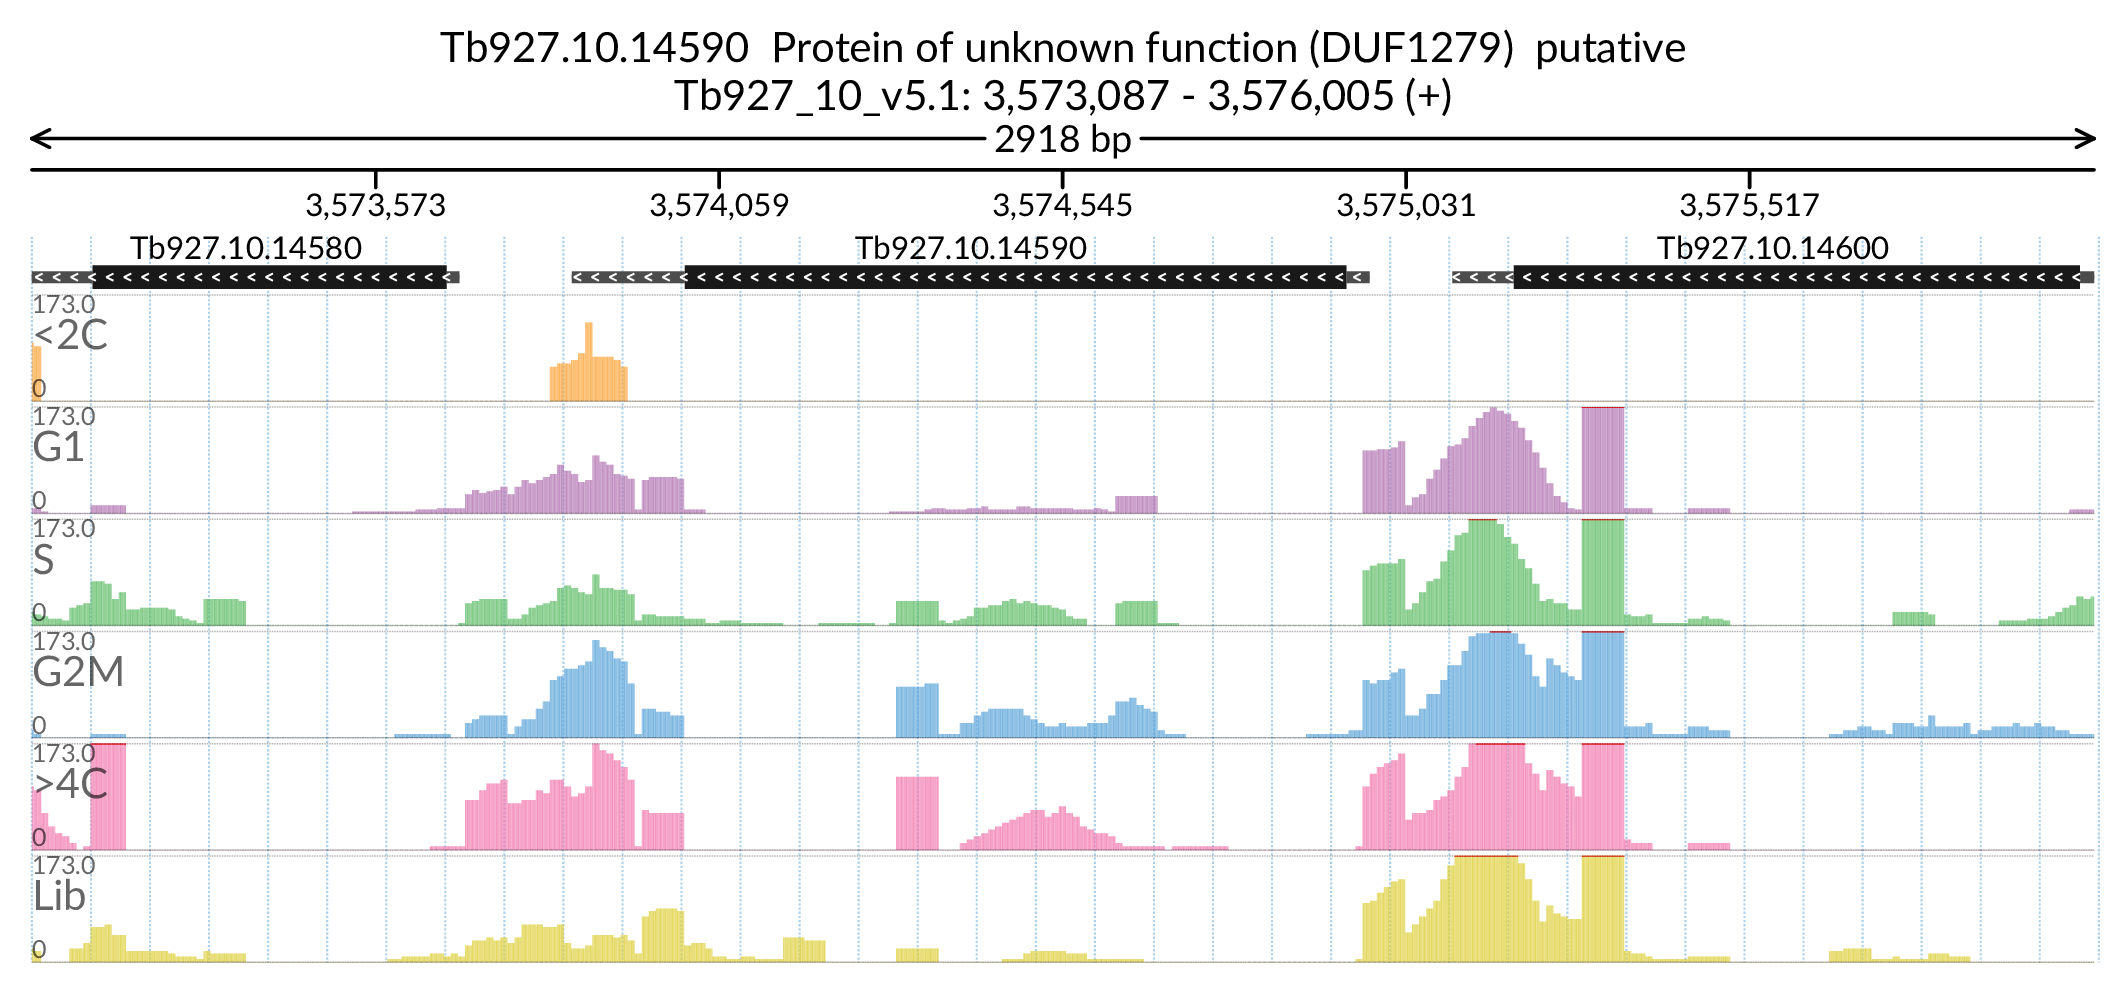 Tb927.10.14590  Protein of unknown function (DUF1279)  putative
Tb927_10_v5.1: 3,573,087 - 3,576,005 (+)
2918 bp
3,573,573 3,574,059 3,574,545 3,575,031 3,575,517
Tb927.10.14580 Tb927.10.14590 Tb927.10.14600
173.0
<2C
0
173.0
G1
0
173.0
S
0
173.0
G2M
0
173.0
>4C
0
173.0
Lib
0